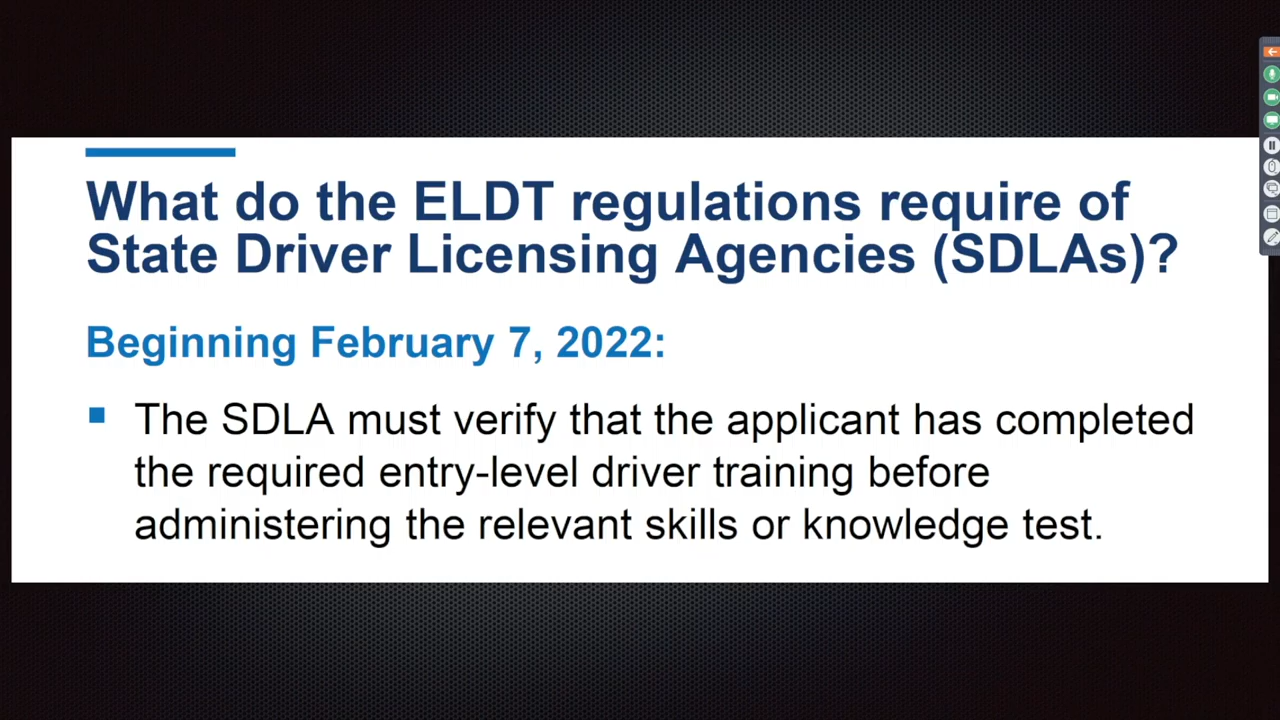 What do the ELDT regulations require of
State Driver Licensing Agencies (SDLAs)?
Beginning February 7, 2022:
The SDLA must verify that the applicant has completed
the required entry-level driver training before
administering the relevant skills or knowledge test.